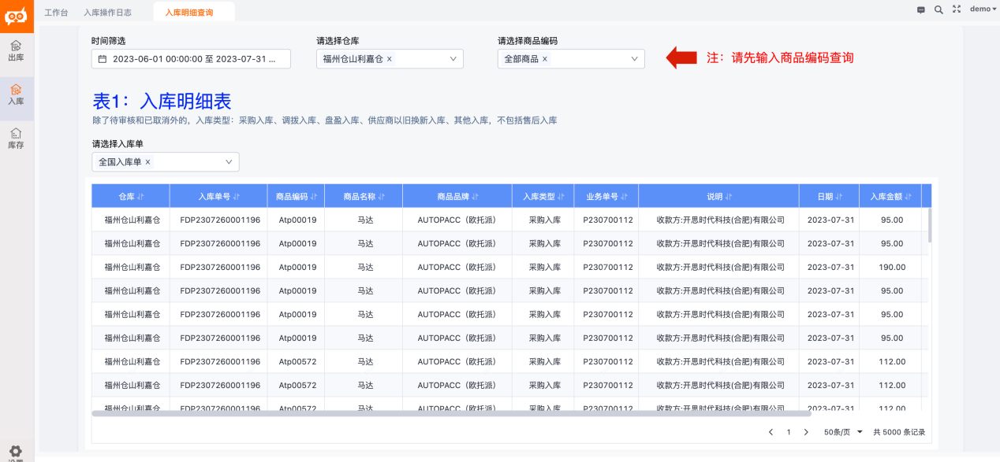 工作台 入库操作日志 入库明细查询 demo
出库
入库
库存
时间筛选 请选择仓库 请选择商品编码
2023-06-01 00:00:00 至 2023-07-31 ... 福州仓山利嘉仓 × 全部商品 × 注：请先输入商品编码查询
表1：入库明细表
除了待审核和已取消外的，入库类型：采购入库、调拨入库、盘盈入库、供应商以旧换新入库、其他入库，不包括售后入库
请选择入库单
全国入库单 ×
仓库 入库单号 商品编码 商品名称 商品品牌 入库类型 业务单号 说明 日期 入库金额
福州仓山利嘉仓 FDP2307260001196 Atp00019 马达 AUTOPACC（欧托派） 采购入库 P230700112 收款方:开思时代科技(合肥)有限公司 2023-07-31 95.00
福州仓山利嘉仓 FDP2307260001196 Atp00019 马达 AUTOPACC（欧托派） 采购入库 P230700112 收款方:开思时代科技(合肥)有限公司 2023-07-31 95.00
福州仓山利嘉仓 FDP2307260001196 Atp00019 马达 AUTOPACC（欧托派） 采购入库 P230700112 收款方:开思时代科技(合肥)有限公司 2023-07-31 190.00
福州仓山利嘉仓 FDP2307260001196 Atp00019 马达 AUTOPACC（欧托派） 采购入库 P230700112 收款方:开思时代科技(合肥)有限公司 2023-07-31 95.00
福州仓山利嘉仓 FDP2307260001196 Atp00019 马达 AUTOPACC（欧托派） 采购入库 P230700112 收款方:开思时代科技(合肥)有限公司 2023-07-31 95.00
福州仓山利嘉仓 FDP2307260001196 Atp00019 马达 AUTOPACC（欧托派） 采购入库 P230700112 收款方:开思时代科技(合肥)有限公司 2023-07-31 95.00
福州仓山利嘉仓 FDP2307260001196 Atp00572 马达 AUTOPACC（欧托派） 采购入库 P230700112 收款方:开思时代科技(合肥)有限公司 2023-07-31 112.00
福州仓山利嘉仓 FDP2307260001196 Atp00572 马达 AUTOPACC（欧托派） 采购入库 P230700112 收款方:开思时代科技(合肥)有限公司 2023-07-31 112.00
福州仓山利嘉仓 FDP2307260001196 Atp00572 马达 AUTOPACC（欧托派） 采购入库 P230700112 收款方:开思时代科技(合肥)有限公司 2023-07-31 112.00
1 50条/页 共 5000 条记录